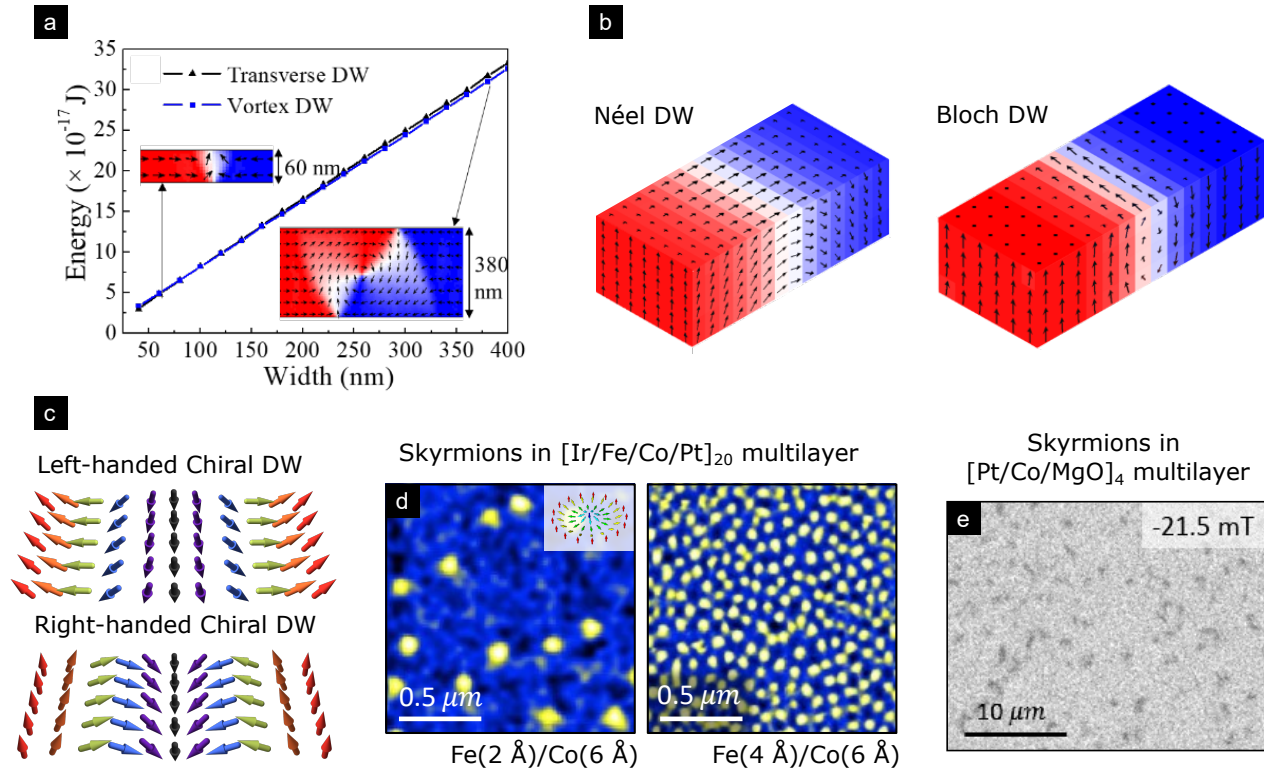 a
Energy (× 10⁻¹⁷ J)
35
30
25
20
15
10
5
0
Transverse DW
Vortex DW
60 nm
380
nm
50 100 150 200 250 300 350 400
Width (nm)
b
Néel DW
Bloch DW
c
Left-handed Chiral DW
Right-handed Chiral DW
Skyrmions in [Ir/Fe/Co/Pt]₂₀ multilayer
d
0.5 μm
Fe(2 Å)/Co(6 Å)
0.5 μm
Fe(4 Å)/Co(6 Å)
Skyrmions in
[Pt/Co/MgO]₄ multilayer
e
-21.5 mT
10 μm